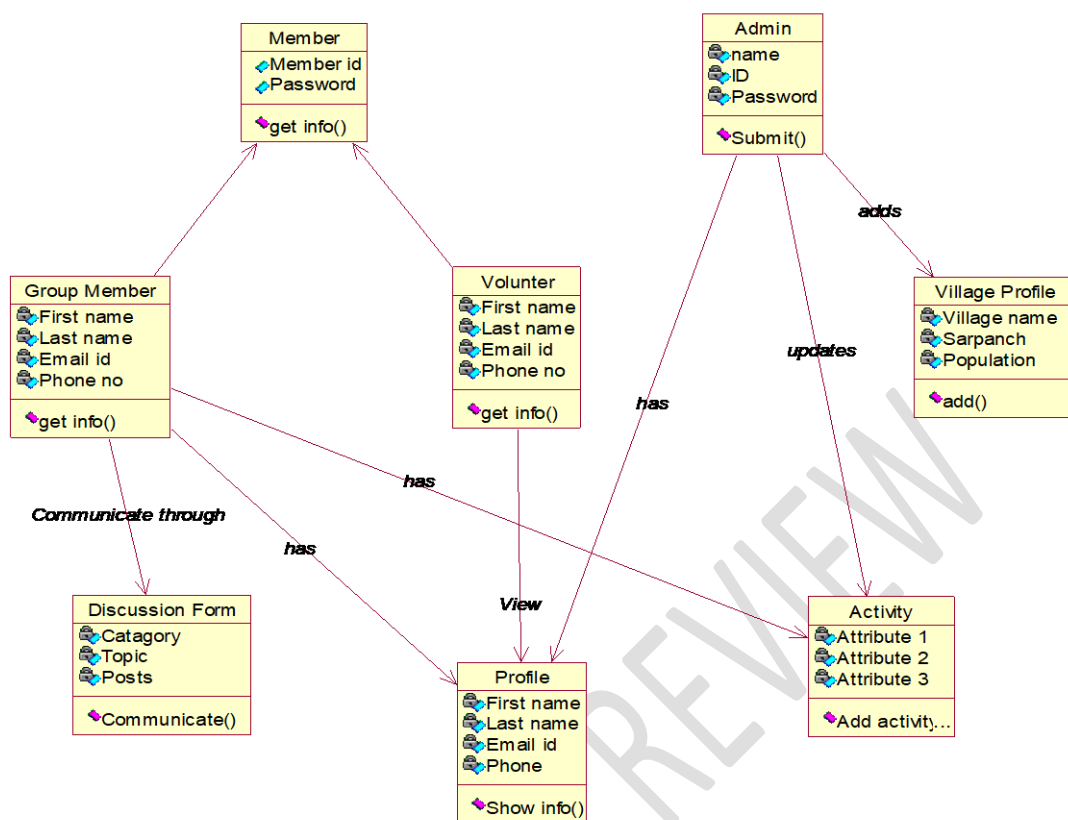 Member
Member id
Password
get info()
Admin
name
ID
Password
Submit()
adds
Group Member
First name
Last name
Email id
Phone no
get info()
Volunter
First name
Last name
Email id
Phone no
get info()
Village Profile
Village name
Sarpanch
Population
add()
updates
has
has
Communicate through
has
View
Discussion Form
Catagory
Topic
Posts
Communicate()
Profile
First name
Last name
Email id
Phone
Show info()
Activity
Attribute 1
Attribute 2
Attribute 3
Add activity...
REVIEW